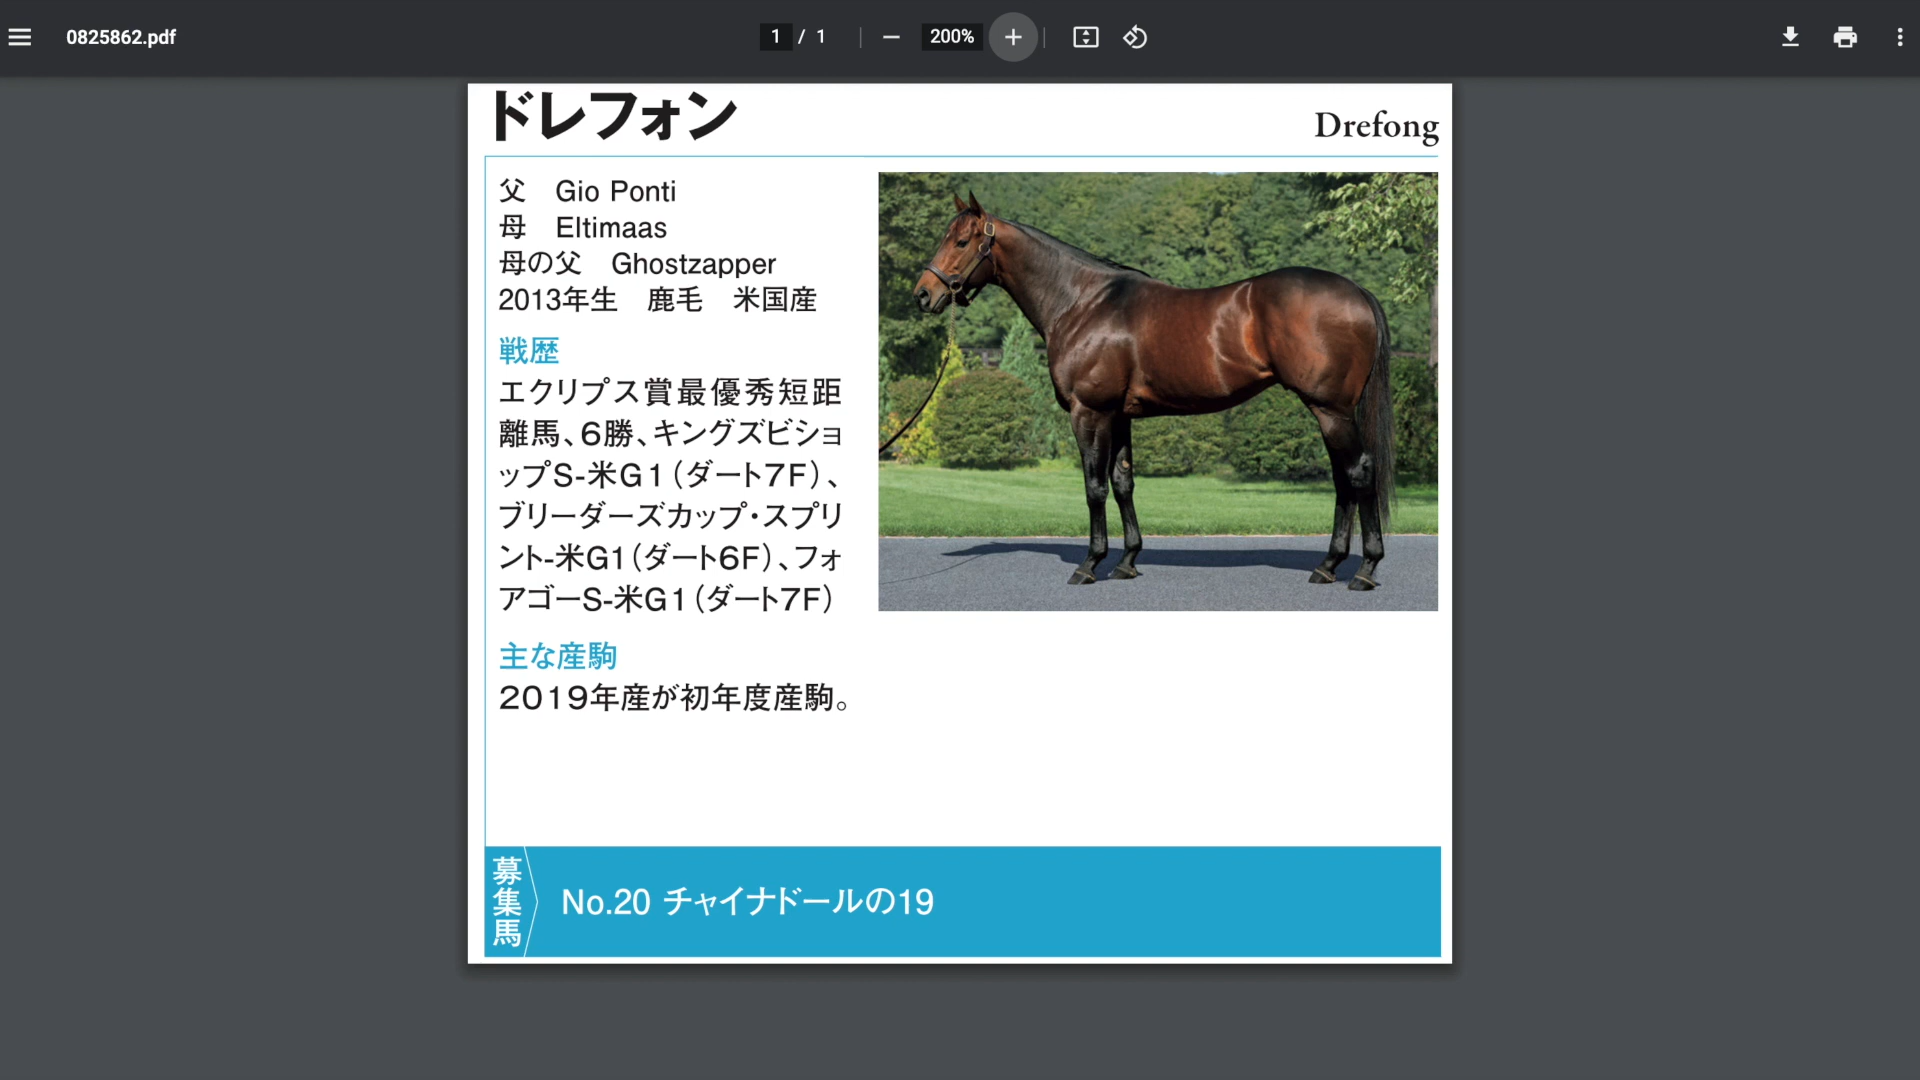 0825862.pdf
1 / 1
200%
ドレフォン
Drefong
父　Gio Ponti
母　Eltimaas
母の父　Ghostzapper
2013年生　鹿毛　米国産
戦歴
エクリプス賞最優秀短距
離馬、6勝、キングズビショ
ップS-米G1（ダート7F）、
ブリーダーズカップ・スプリ
ント-米G1（ダート6F）、フォ
アゴーS-米G1（ダート7F）
主な産駒
2019年産が初年度産駒。
募集馬
No.20 チャイナドールの19